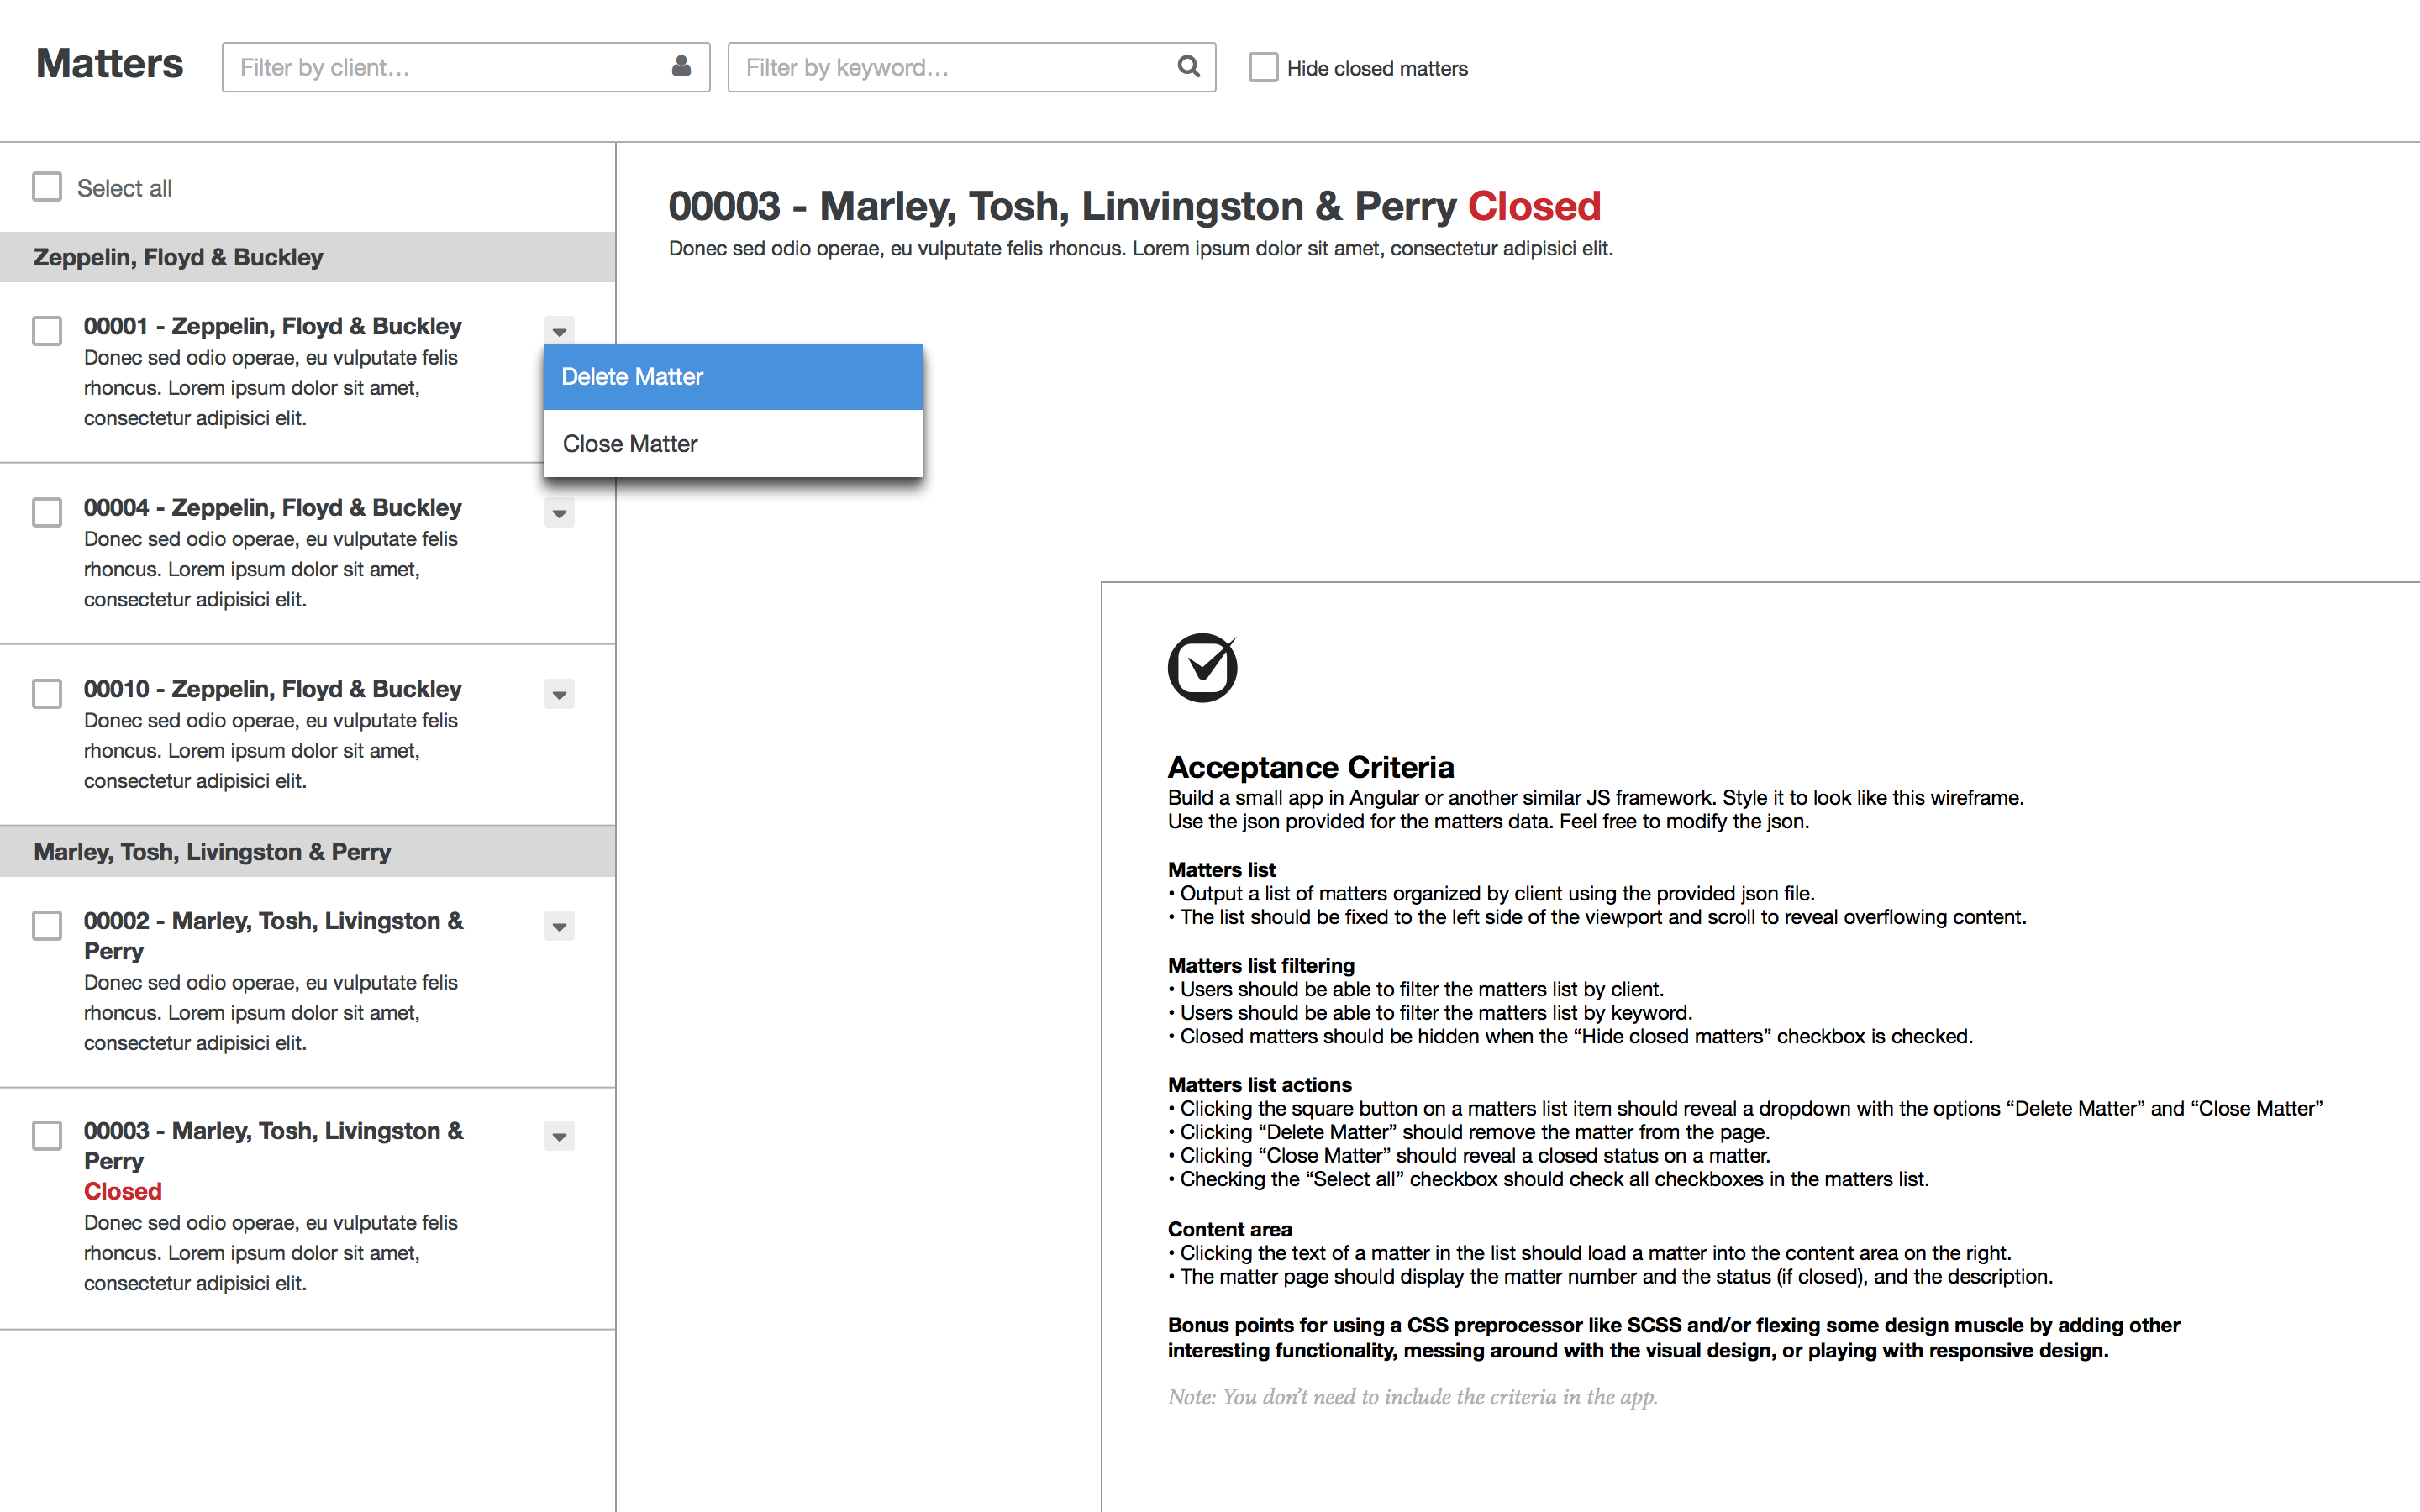 Matters
Filter by client...
Filter by keyword...
Hide closed matters
Select all
Zeppelin, Floyd & Buckley
00001 - Zeppelin, Floyd & Buckley
Donec sed odio operae, eu vulputate felis
rhoncus. Lorem ipsum dolor sit amet,
consectetur adipisici elit.
Delete Matter
Close Matter
00004 - Zeppelin, Floyd & Buckley
Donec sed odio operae, eu vulputate felis
rhoncus. Lorem ipsum dolor sit amet,
consectetur adipisici elit.
00010 - Zeppelin, Floyd & Buckley
Donec sed odio operae, eu vulputate felis
rhoncus. Lorem ipsum dolor sit amet,
consectetur adipisici elit.
Marley, Tosh, Livingston & Perry
00002 - Marley, Tosh, Livingston &
Perry
Donec sed odio operae, eu vulputate felis
rhoncus. Lorem ipsum dolor sit amet,
consectetur adipisici elit.
00003 - Marley, Tosh, Livingston &
Perry
Closed
Donec sed odio operae, eu vulputate felis
rhoncus. Lorem ipsum dolor sit amet,
consectetur adipisici elit.
00003 - Marley, Tosh, Linvingston & Perry Closed
Donec sed odio operae, eu vulputate felis rhoncus. Lorem ipsum dolor sit amet, consectetur adipisici elit.
Acceptance Criteria
Build a small app in Angular or another similar JS framework. Style it to look like this wireframe.
Use the json provided for the matters data. Feel free to modify the json.
Matters list
• Output a list of matters organized by client using the provided json file.
• The list should be fixed to the left side of the viewport and scroll to reveal overflowing content.
Matters list filtering
• Users should be able to filter the matters list by client.
• Users should be able to filter the matters list by keyword.
• Closed matters should be hidden when the “Hide closed matters” checkbox is checked.
Matters list actions
• Clicking the square button on a matters list item should reveal a dropdown with the options “Delete Matter” and “Close Matter”
• Clicking “Delete Matter” should remove the matter from the page.
• Clicking “Close Matter” should reveal a closed status on a matter.
• Checking the “Select all” checkbox should check all checkboxes in the matters list.
Content area
• Clicking the text of a matter in the list should load a matter into the content area on the right.
• The matter page should display the matter number and the status (if closed), and the description.
Bonus points for using a CSS preprocessor like SCSS and/or flexing some design muscle by adding other
interesting functionality, messing around with the visual design, or playing with responsive design.
Note: You don’t need to include the criteria in the app.